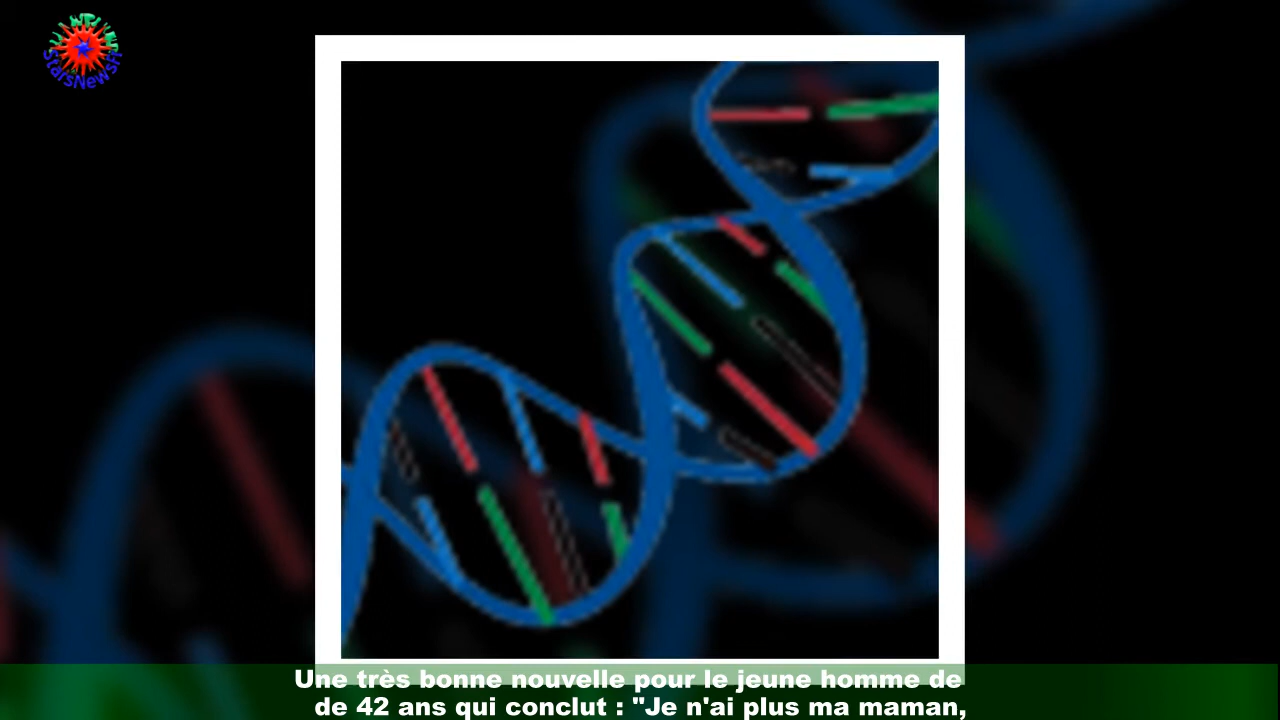 StarsNewsFr
Une très bonne nouvelle pour le jeune homme de
de 42 ans qui conclut : "Je n'ai plus ma maman,